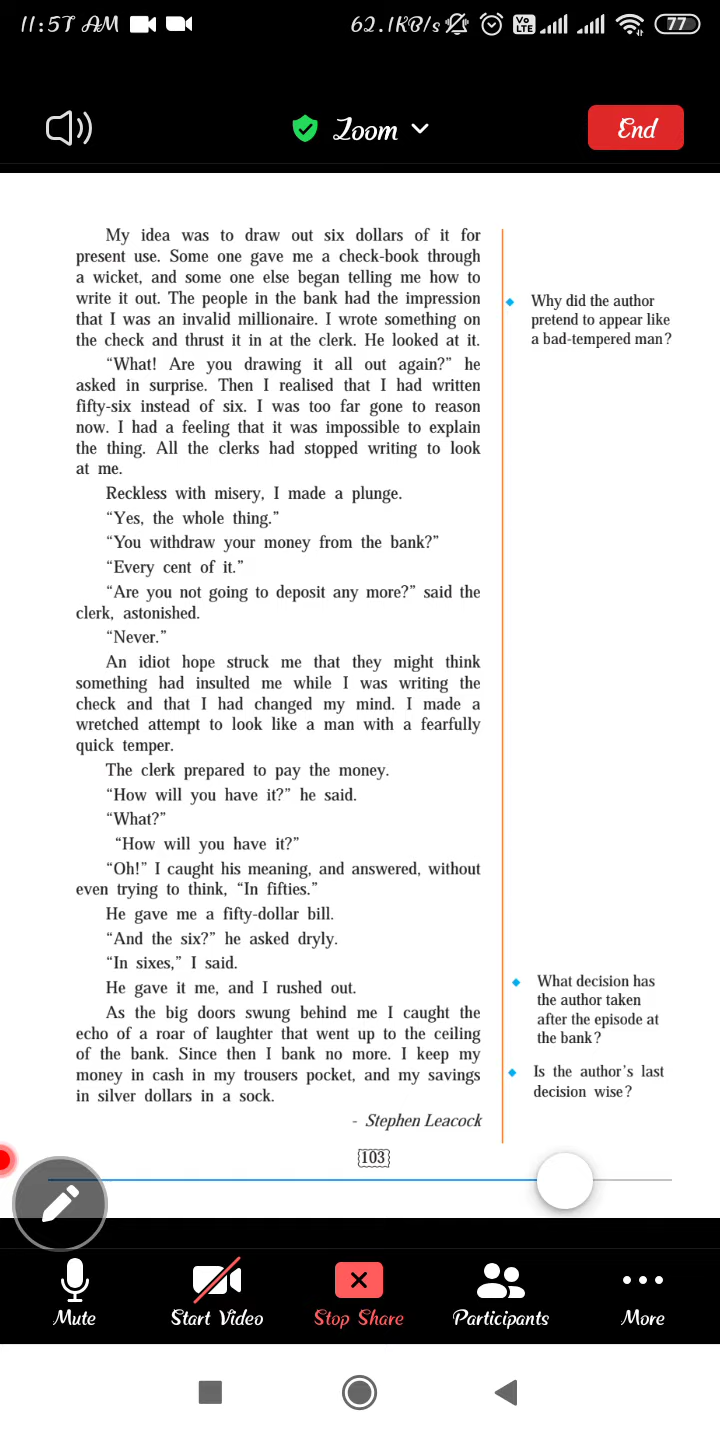 11:57 AM
62.1KB/s
Vo LTE
77
Zoom
End
My idea was to draw out six dollars of it for
present use. Some one gave me a check-book through
a wicket, and some one else began telling me how to
write it out. The people in the bank had the impression
that I was an invalid millionaire. I wrote something on
the check and thrust it in at the clerk. He looked at it.
“What! Are you drawing it all out again?” he
asked in surprise. Then I realised that I had written
fifty-six instead of six. I was too far gone to reason
now. I had a feeling that it was impossible to explain
the thing. All the clerks had stopped writing to look
at me.
Reckless with misery, I made a plunge.
“Yes, the whole thing.”
“You withdraw your money from the bank?”
“Every cent of it.”
“Are you not going to deposit any more?” said the
clerk, astonished.
“Never.”
An idiot hope struck me that they might think
something had insulted me while I was writing the
check and that I had changed my mind. I made a
wretched attempt to look like a man with a fearfully
quick temper.
The clerk prepared to pay the money.
“How will you have it?” he said.
“What?”
“How will you have it?”
“Oh!” I caught his meaning, and answered, without
even trying to think, “In fifties.”
He gave me a fifty-dollar bill.
“And the six?” he asked dryly.
“In sixes,” I said.
He gave it me, and I rushed out.
As the big doors swung behind me I caught the
echo of a roar of laughter that went up to the ceiling
of the bank. Since then I bank no more. I keep my
money in cash in my trousers pocket, and my savings
in silver dollars in a sock.
- Stephen Leacock
103
Why did the author
pretend to appear like
a bad-tempered man?
What decision has
the author taken
after the episode at
the bank?
Is the author’s last
decision wise?
Mute
Start Video
Stop Share
Participants
More